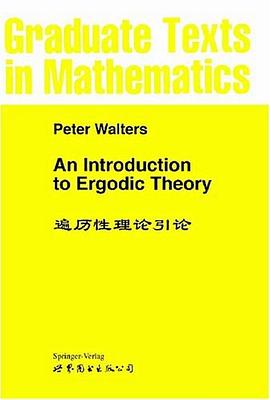 Graduate Texts
in Mathematics
Peter Walters
An Introduction
to Ergodic Theory
遍历性理论引论
Springer-Verlag
世界图书出版公司